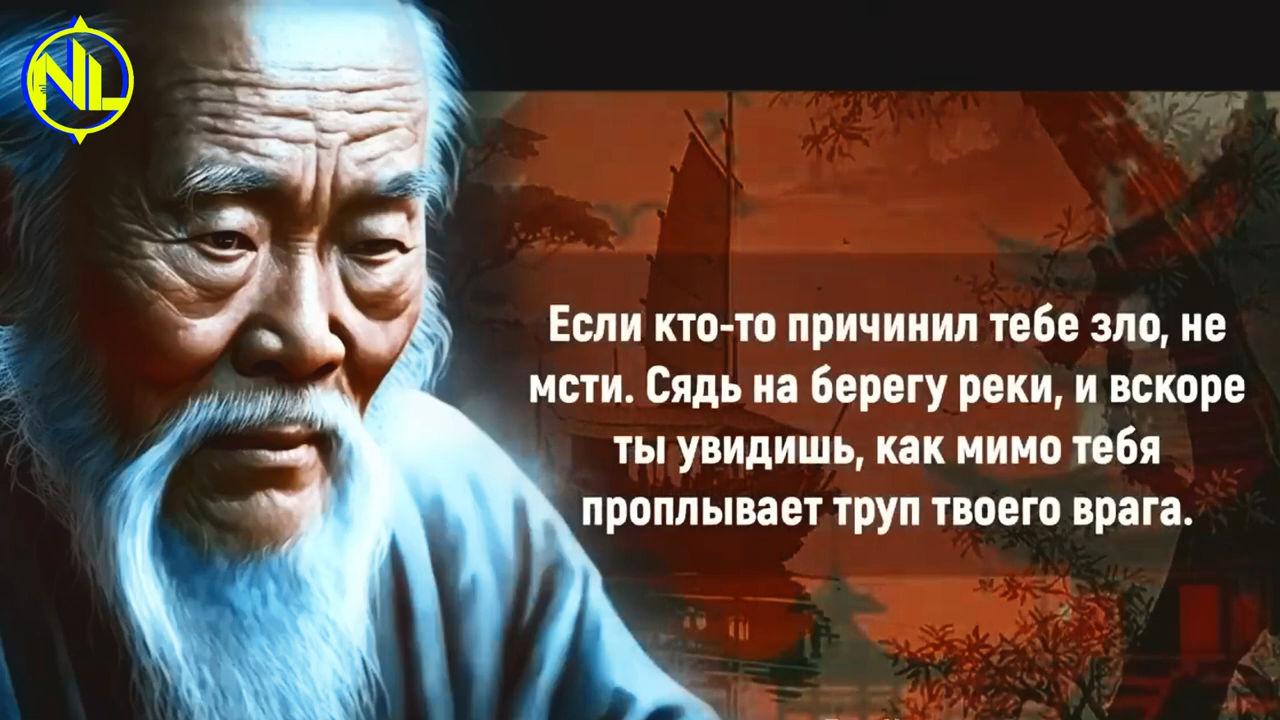 NL
Если кто-то причинил тебе зло, не
мсти. Сядь на берегу реки, и вскоре
ты увидишь, как мимо тебя
проплывает труп твоего врага.